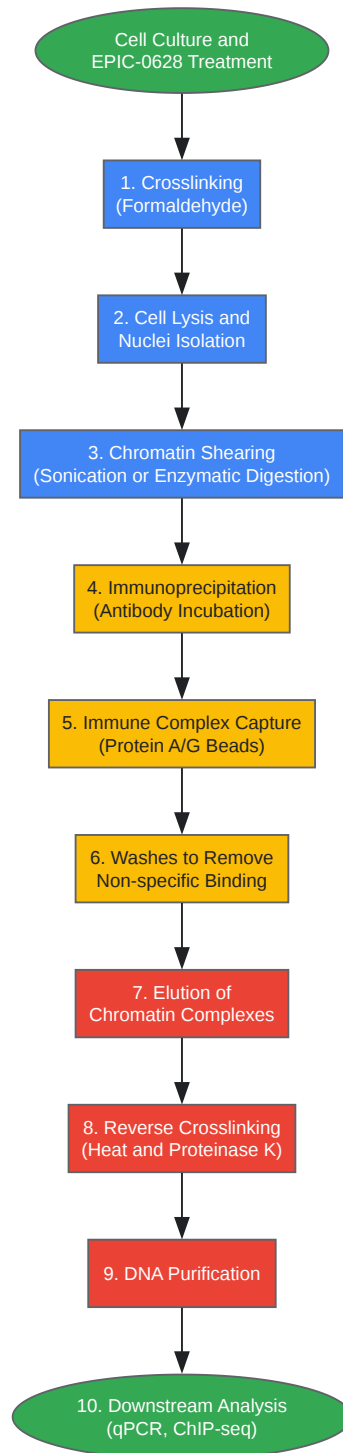 Cell Culture and
EPIC-0628 Treatment
1. Crosslinking
(Formaldehyde)
2. Cell Lysis and
Nuclei Isolation
3. Chromatin Shearing
(Sonication or Enzymatic Digestion)
4. Immunoprecipitation
(Antibody Incubation)
5. Immune Complex Capture
(Protein A/G Beads)
6. Washes to Remove
Non-specific Binding
7. Elution of
Chromatin Complexes
8. Reverse Crosslinking
(Heat and Proteinase K)
9. DNA Purification
10. Downstream Analysis
(qPCR, ChIP-seq)